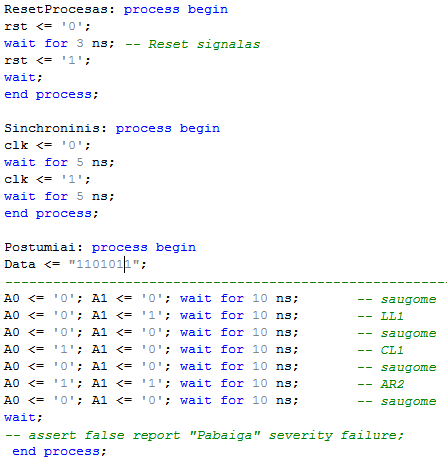 ResetProcesas: process begin
rst <= '0';
wait for 3 ns; -- Reset signalas
rst <= '1';
wait;
end process;
Sinchroninis: process begin
clk <= '0';
wait for 5 ns;
clk <= '1';
wait for 5 ns;
end process;
Postumiai: process begin
Data <= "1101011";
--------------------------------------------------------
A0 <= '0'; A1 <= '0'; wait for 10 ns; -- saugome
A0 <= '0'; A1 <= '1'; wait for 10 ns; -- LL1
A0 <= '0'; A1 <= '0'; wait for 10 ns; -- saugome
A0 <= '1'; A1 <= '0'; wait for 10 ns; -- CL1
A0 <= '0'; A1 <= '0'; wait for 10 ns; -- saugome
A0 <= '1'; A1 <= '1'; wait for 10 ns; -- AR2
A0 <= '0'; A1 <= '0'; wait for 10 ns; -- saugome
wait;
-- assert false report "Pabaiga" severity failure;
end process;